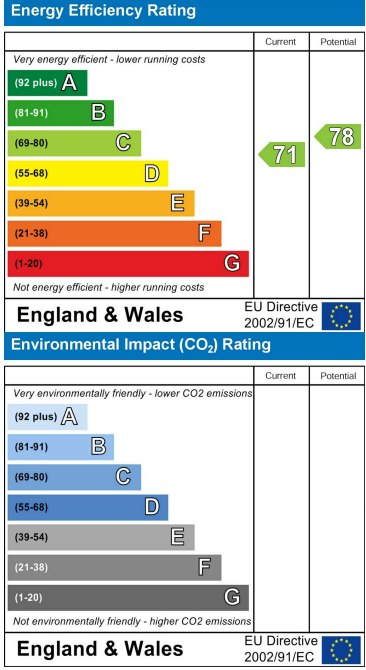 Energy Efficiency Rating
Current Potential
Very energy efficient - lower running costs
(92 plus) A
(81-91) B
(69-80) C
(55-68) D
(39-54) E
(21-38) F
(1-20) G
71
78
Not energy efficient - higher running costs
England & Wales
EU Directive
2002/91/EC
Environmental Impact (CO₂) Rating
Current Potential
Very environmentally friendly - lower CO2 emissions
(92 plus) A
(81-91) B
(69-80) C
(55-68) D
(39-54) E
(21-38) F
(1-20) G
Not environmentally friendly - higher CO2 emissions
England & Wales
EU Directive
2002/91/EC